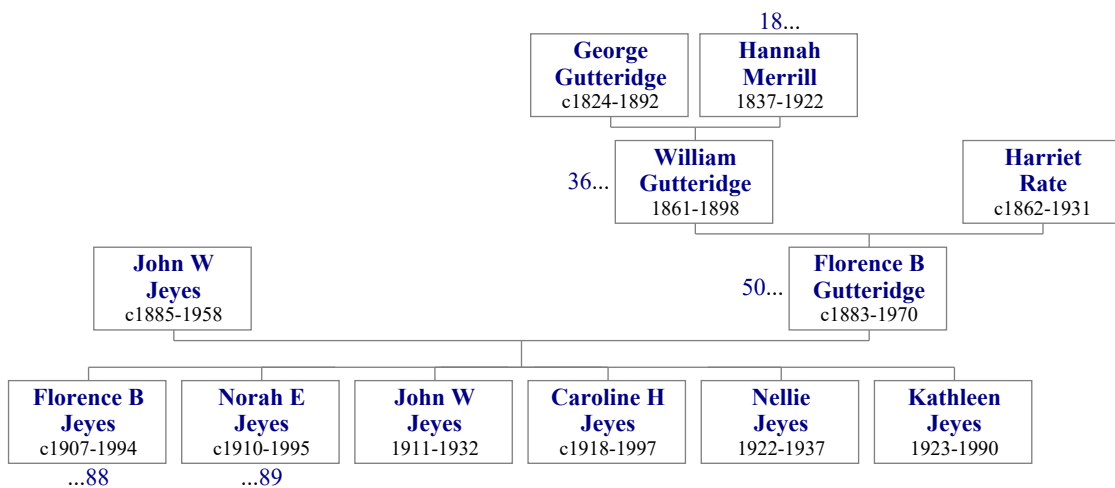 18...
George
Gutteridge
c1824-1892
Hannah
Merrill
1837-1922
36...
William
Gutteridge
1861-1898
Harriet
Rate
c1862-1931
John W
Jeyes
c1885-1958
50...
Florence B
Gutteridge
c1883-1970
Florence B
Jeyes
c1907-1994
Norah E
Jeyes
c1910-1995
John W
Jeyes
1911-1932
Caroline H
Jeyes
c1918-1997
Nellie
Jeyes
1922-1937
Kathleen
Jeyes
1923-1990
...88
...89